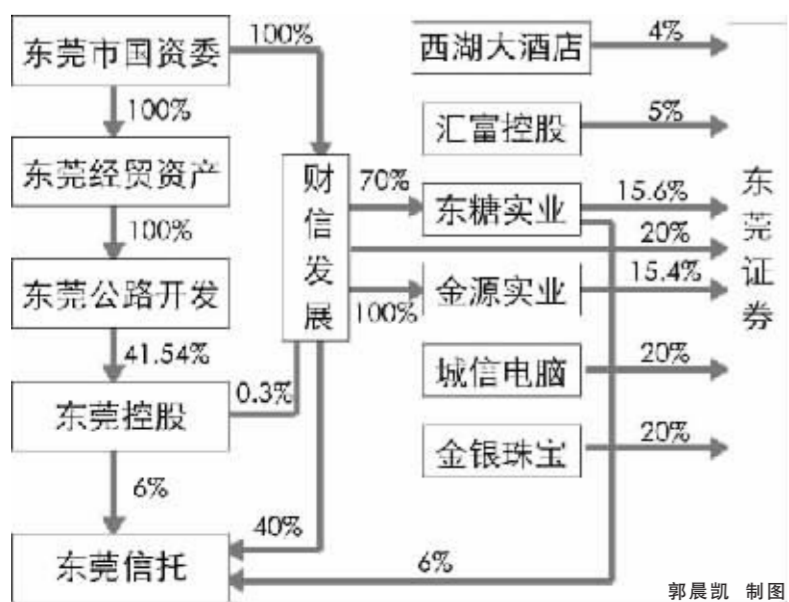 东莞市国资委
100%
西湖大酒店
4%
100%
汇富控股
5%
东莞经贸资产
财信发展
70%
东糖实业
15.6%
东莞证券
100%
20%
东莞公路开发
100%
金源实业
15.4%
41.54%
城信电脑
20%
东莞控股
0.3%
金银珠宝
20%
6%
40%
东莞信托
6%
郭晨凯 制图